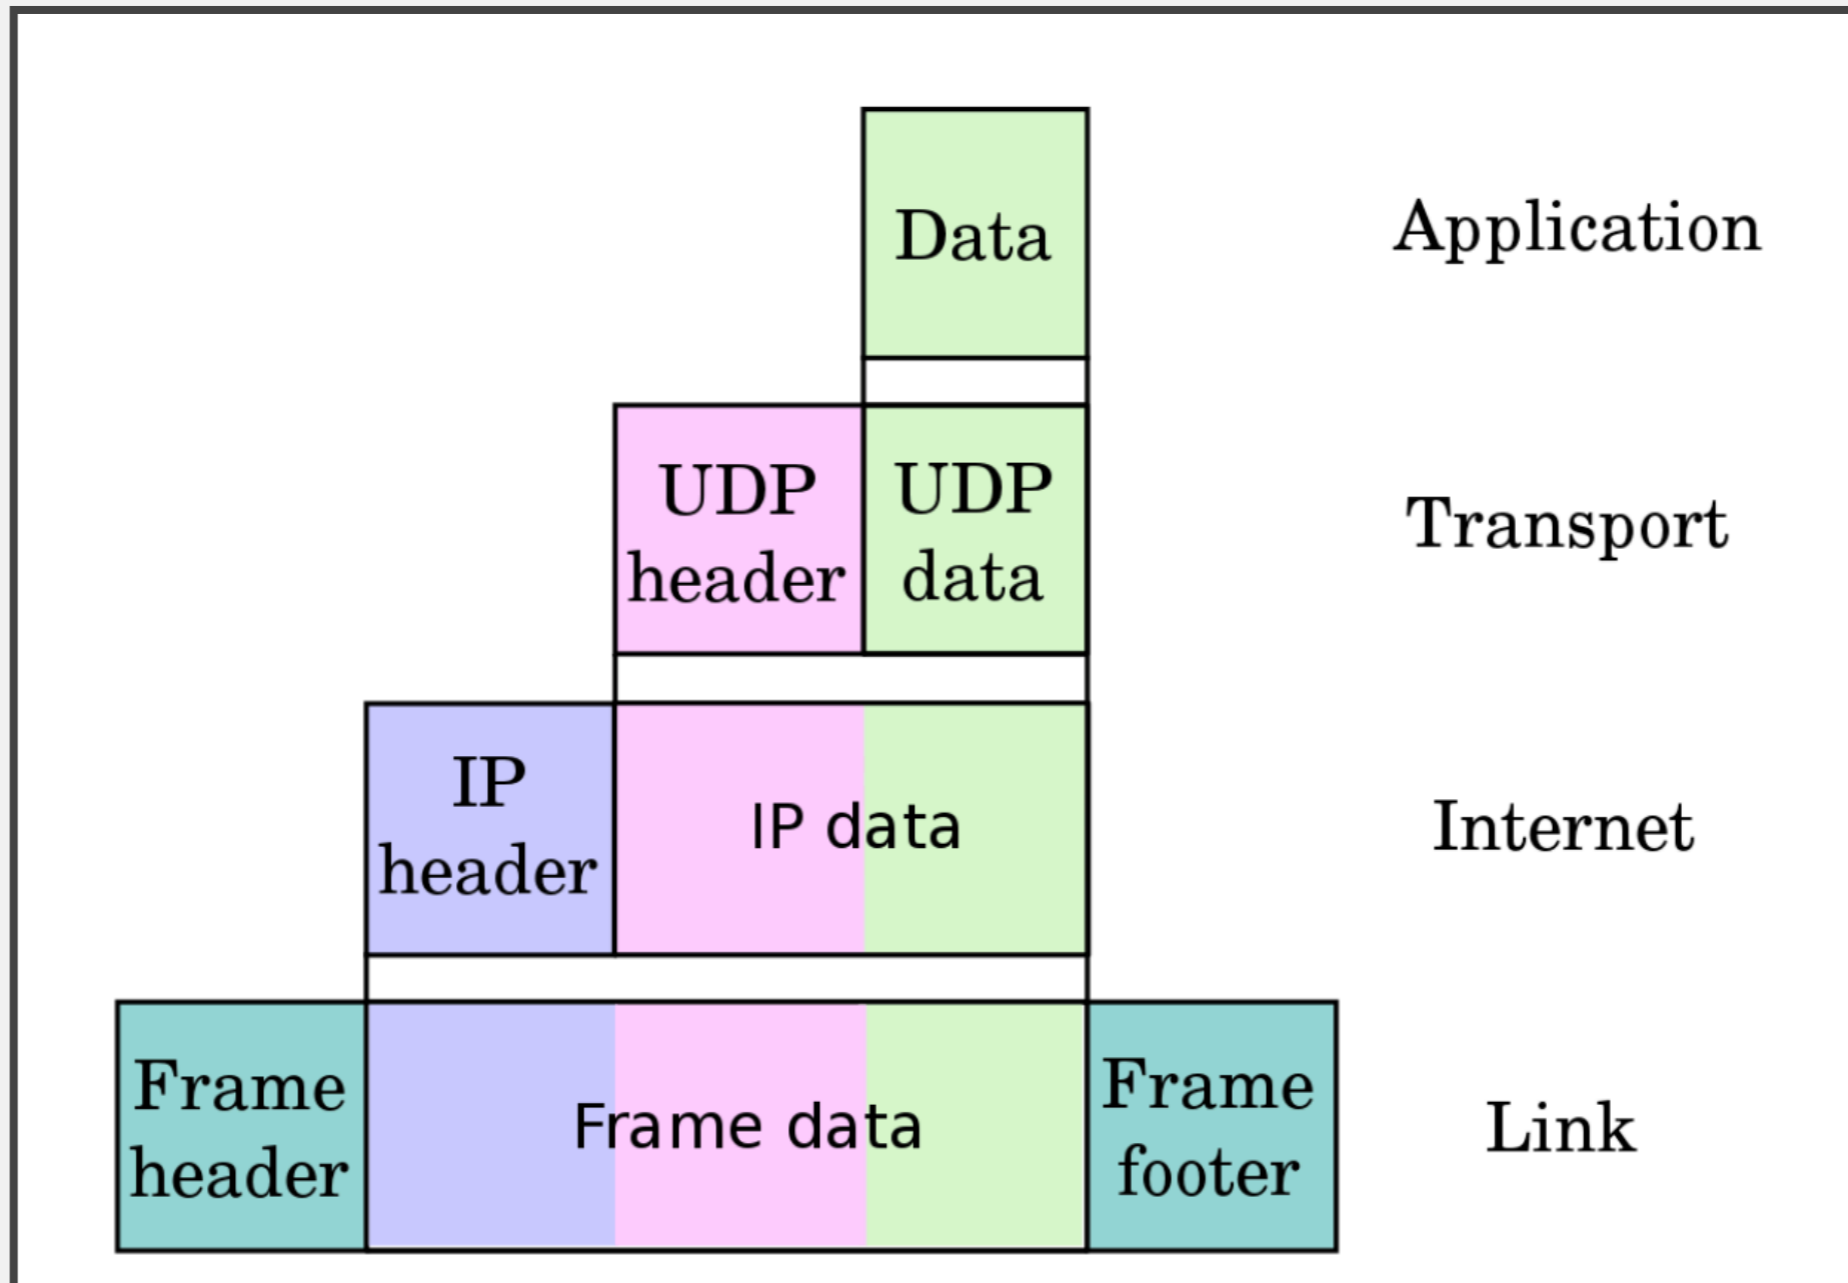 Data
Application
UDP
header
UDP
data
Transport
IP
header
IP data
Internet
Frame
header
Frame data
Frame
footer
Link